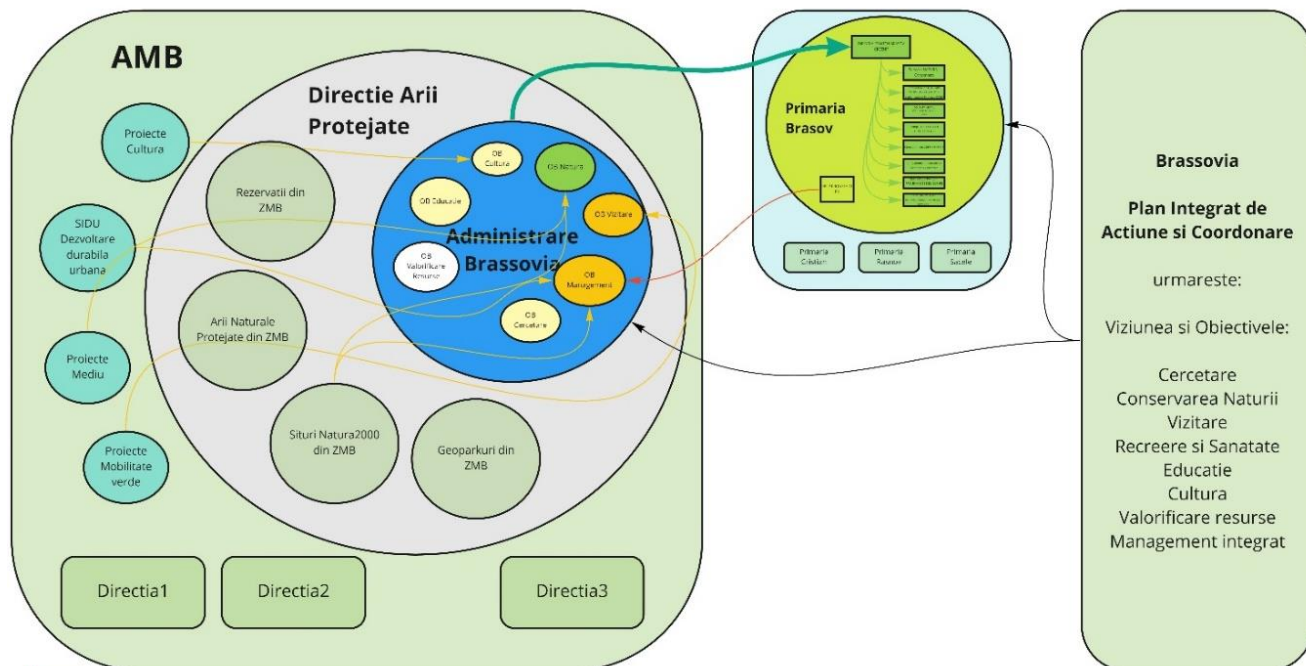 AMB
Directie Arii
Protejate
Proiecte
Cultura
SIDU
Dezvoltare
durabila
urbana
Proiecte
Mediu
Proiecte
Mobilitate
verde
Rezervatii din
ZMB
Arii Naturale
Protejate din ZMB
Situri Natura2000
din ZMB
Geoparkuri din
ZMB
OB
Cultura
OB Natura
OB Educatie
OB Vizitare
Administrare
Brassovia
OB
Valorificare
Resurse
OB
Management
OB
Cercetare
Directia1
Directia2
Directia3
Primaria
Brasov
Primaria
Cristian
Primaria
Rasnov
Primaria
Sacele
Brassovia
Plan Integrat de
Actiune si Coordonare
urmareste:
Viziunea si Obiectivele:
Cercetare
Conservarea Naturii
Vizitare
Recreere si Sanatate
Educatie
Cultura
Valorificare resurse
Management integrat